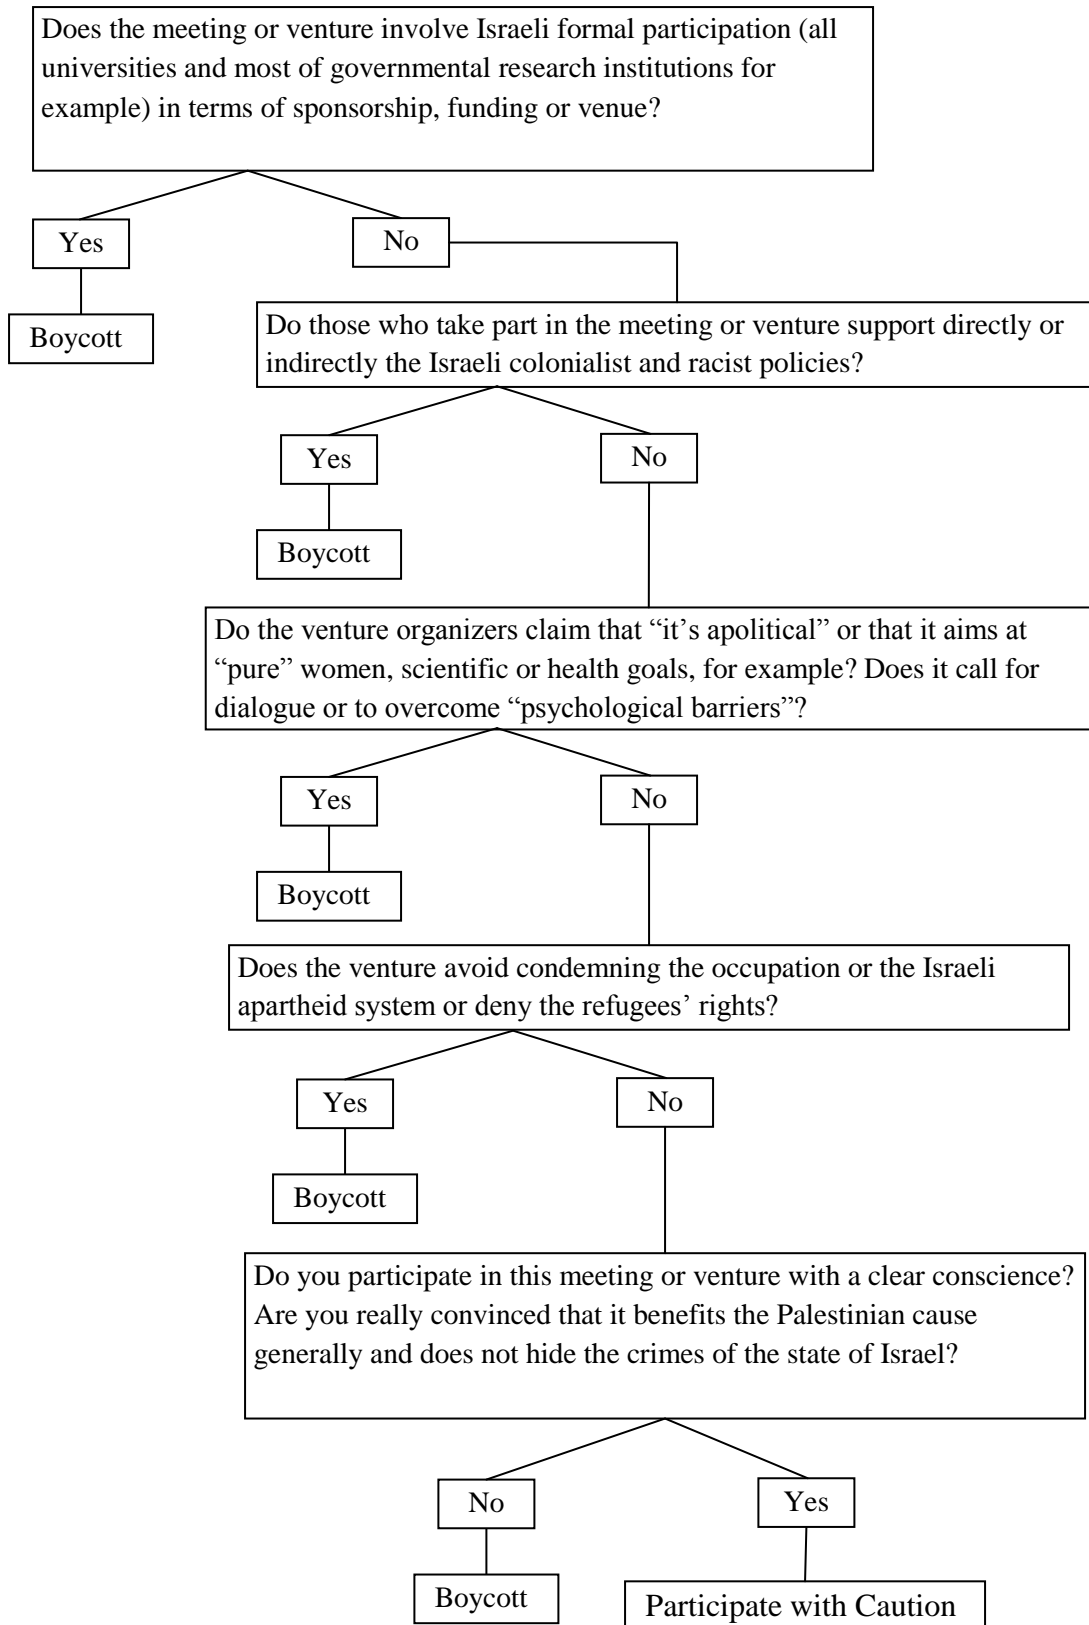 Does the meeting or venture involve Israeli formal participation (all
universities and most of governmental research institutions for
example) in terms of sponsorship, funding or venue?
Yes
No
Boycott
Do those who take part in the meeting or venture support directly or
indirectly the Israeli colonialist and racist policies?
Yes
No
Boycott
Do the venture organizers claim that “it’s apolitical” or that it aims at
“pure” women, scientific or health goals, for example? Does it call for
dialogue or to overcome “psychological barriers”?
Yes
No
Boycott
Does the venture avoid condemning the occupation or the Israeli
apartheid system or deny the refugees’ rights?
Yes
No
Boycott
Do you participate in this meeting or venture with a clear conscience?
Are you really convinced that it benefits the Palestinian cause
generally and does not hide the crimes of the state of Israel?
No
Yes
Boycott
Participate with Caution